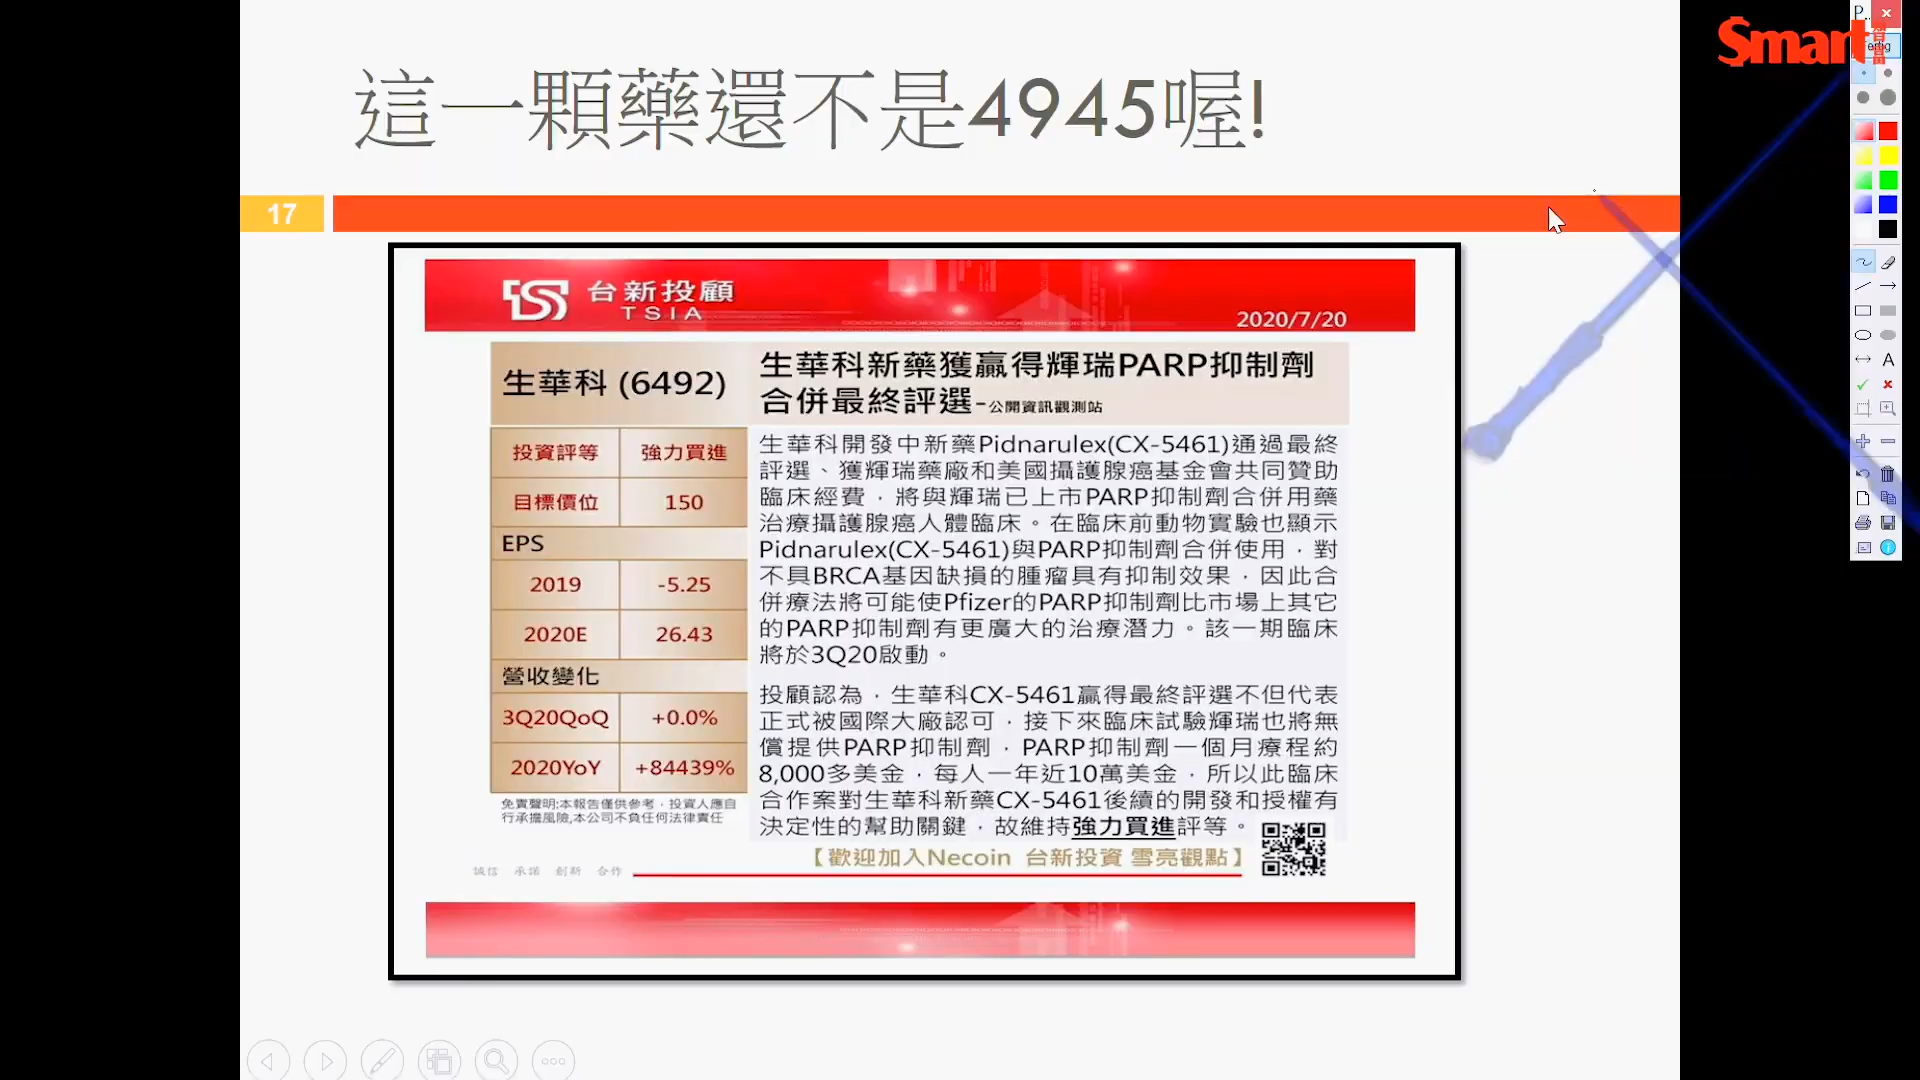 這一顆藥還不是4945喔!
Smart
17
台新投顧
TSIA
2020/7/20
生華科 (6492)
生華科新藥獲贏得輝瑞PARP抑制劑
合併最終評選-公開資訊觀測站
投資評等 強力買進
目標價位 150
EPS
2019 -5.25
2020E 26.43
營收變化
3Q20QoQ +0.0%
2020YoY +84439%
免責聲明:本報告僅供參考，投資人應自
行承擔風險,本公司不負任何法律責任
生華科開發中新藥Pidnarulex(CX-5461)通過最終
評選、獲輝瑞藥廠和美國攝護腺癌基金會共同贊助
臨床經費，將與輝瑞已上市PARP抑制劑合併用藥
治療攝護腺癌人體臨床。在臨床前動物實驗也顯示
Pidnarulex(CX-5461)與PARP抑制劑合併使用，對
不具BRCA基因缺損的腫瘤具有抑制效果，因此合
併療法將可能使Pfizer的PARP抑制劑比市場上其它
的PARP抑制劑有更廣大的治療潛力。該一期臨床
將於3Q20啟動。
投顧認為，生華科CX-5461贏得最終評選不但代表
正式被國際大廠認可，接下來臨床試驗輝瑞也將無
償提供PARP抑制劑，PARP抑制劑一個月療程約
8,000多美金，每人一年近10萬美金，所以此臨床
合作案對生華科新藥CX-5461後續的開發和授權有
決定性的幫助關鍵，故維持強力買進評等。
【歡迎加入Necoin 台新投資 雪亮觀點】
誠信 承諾 創新 合作